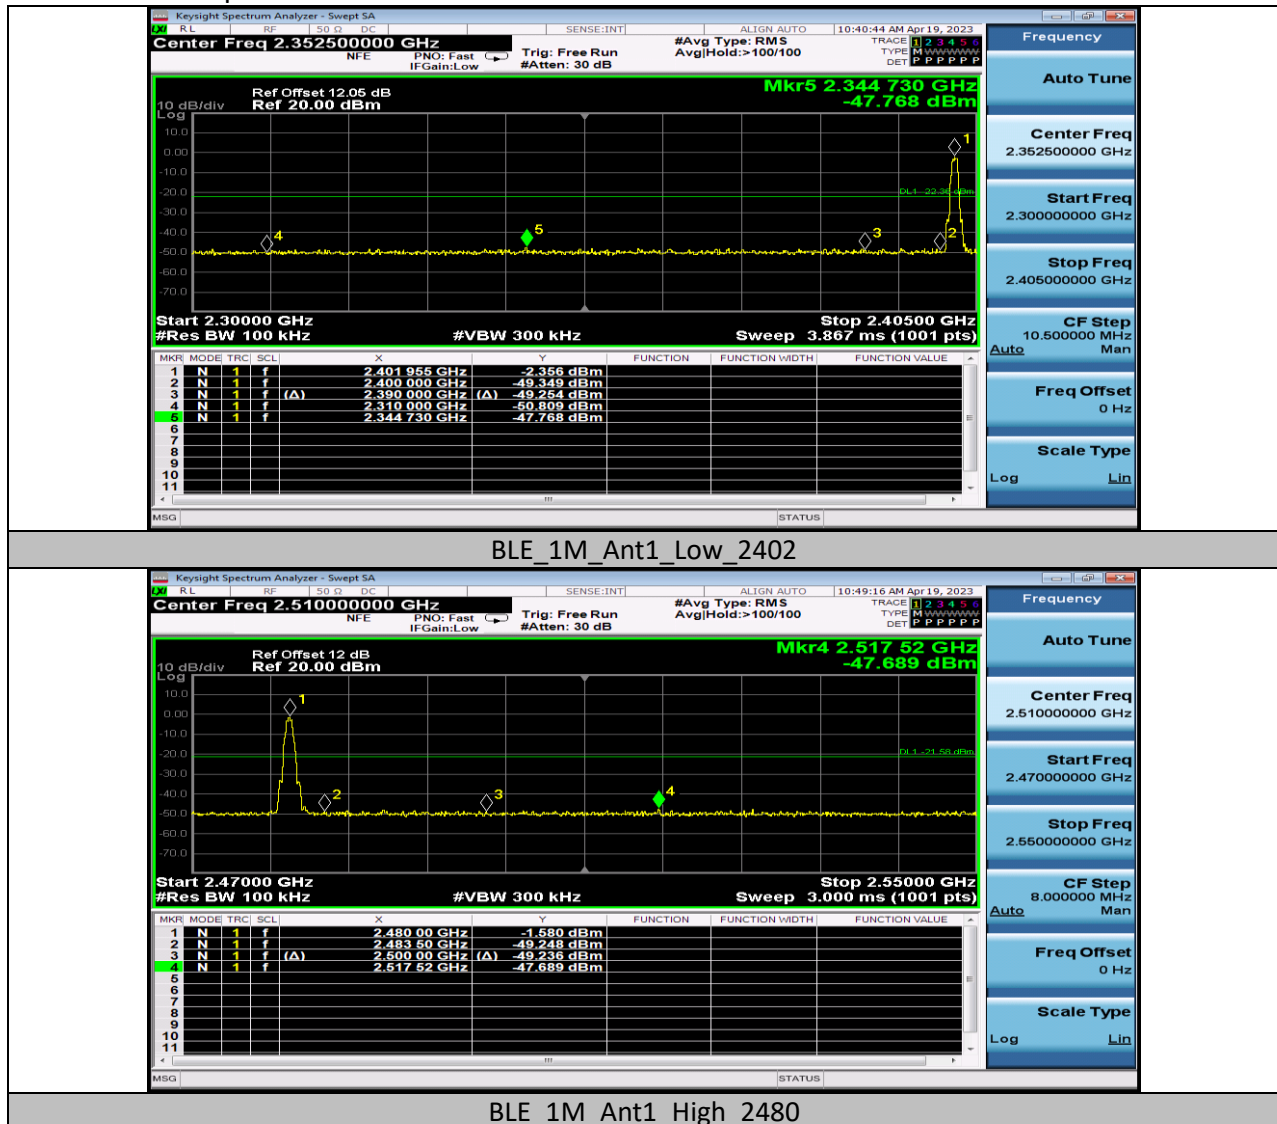 Keysight Spectrum Analyzer - Swept SA
LXI RL RF 50 Ω DC SENSE:INT ALIGN AUTO 10:40:44 AM Apr 19, 2023
Center Freq 2.352500000 GHz #Avg Type: RMS TRACE 1 2 3 4 5 6
NFE PNO: Fast Trig: Free Run Avg|Hold:>100/100 TYPE M W W W W W
IFGain:Low #Atten: 30 dB DET P P P P P P
Frequency
Auto Tune
Mkr5 2.344 730 GHz
-47.768 dBm
Ref Offset 12.05 dB
10 dB/div Ref 20.00 dBm
Log
10.0
0.00
-10.0
-20.0
-30.0
-40.0
-50.0
-60.0
-70.0
DL1 -22.36 dBm
1
2
3
4
5
Center Freq
2.352500000 GHz
Start Freq
2.300000000 GHz
Stop Freq
2.405000000 GHz
CF Step
10.500000 MHz
Auto Man
Freq Offset
0 Hz
Scale Type
Log Lin
Start 2.30000 GHz Stop 2.40500 GHz
#Res BW 100 kHz #VBW 300 kHz Sweep 3.867 ms (1001 pts)
MKR MODE TRC SCL X Y FUNCTION FUNCTION WIDTH FUNCTION VALUE
1 N 1 f 2.401 955 GHz -2.356 dBm
2 N 1 f 2.400 000 GHz -49.349 dBm
3 N 1 f (Δ) 2.390 000 GHz (Δ) -49.254 dBm
4 N 1 f 2.310 000 GHz -50.809 dBm
5 N 1 f 2.344 730 GHz -47.768 dBm
6
7
8
9
10
11
MSG STATUS
BLE_1M_Ant1_Low_2402
Keysight Spectrum Analyzer - Swept SA
LXI RL RF 50 Ω DC SENSE:INT ALIGN AUTO 10:49:16 AM Apr 19, 2023
Center Freq 2.510000000 GHz #Avg Type: RMS TRACE 1 2 3 4 5 6
NFE PNO: Fast Trig: Free Run Avg|Hold:>100/100 TYPE M W W W W W
IFGain:Low #Atten: 30 dB DET P P P P P P
Frequency
Auto Tune
Mkr4 2.517 52 GHz
-47.689 dBm
Ref Offset 12 dB
10 dB/div Ref 20.00 dBm
Log
10.0
0.00
-10.0
-20.0
-30.0
-40.0
-50.0
-60.0
-70.0
DL1 -21.58 dBm
1
2
3
4
Center Freq
2.510000000 GHz
Start Freq
2.470000000 GHz
Stop Freq
2.550000000 GHz
CF Step
8.000000 MHz
Auto Man
Freq Offset
0 Hz
Scale Type
Log Lin
Start 2.47000 GHz Stop 2.55000 GHz
#Res BW 100 kHz #VBW 300 kHz Sweep 3.000 ms (1001 pts)
MKR MODE TRC SCL X Y FUNCTION FUNCTION WIDTH FUNCTION VALUE
1 N 1 f 2.480 00 GHz -1.580 dBm
2 N 1 f 2.483 50 GHz -49.248 dBm
3 N 1 f (Δ) 2.500 00 GHz (Δ) -49.236 dBm
4 N 1 f 2.517 52 GHz -47.689 dBm
5
6
7
8
9
10
11
MSG STATUS
BLE_1M_Ant1_High_2480